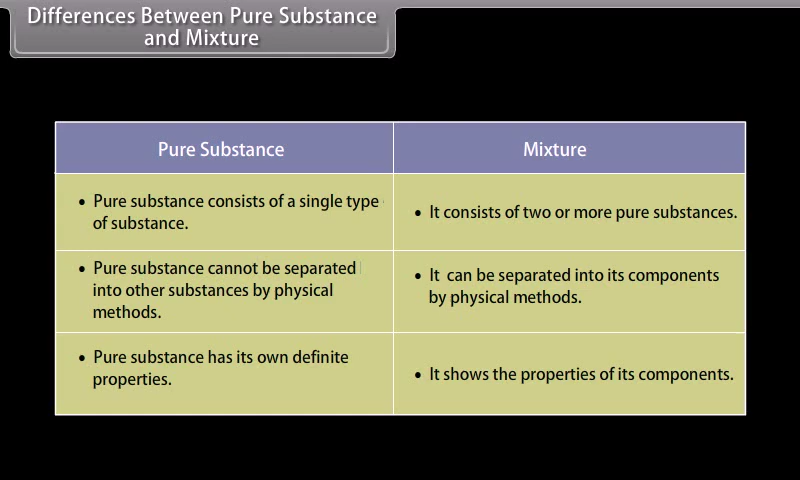 Differences Between Pure Substance
and Mixture
Pure Substance
Mixture
• Pure substance consists of a single type
of substance.
• It consists of two or more pure substances.
• Pure substance cannot be separated
into other substances by physical
methods.
• It can be separated into its components
by physical methods.
• Pure substance has its own definite
properties.
• It shows the properties of its components.